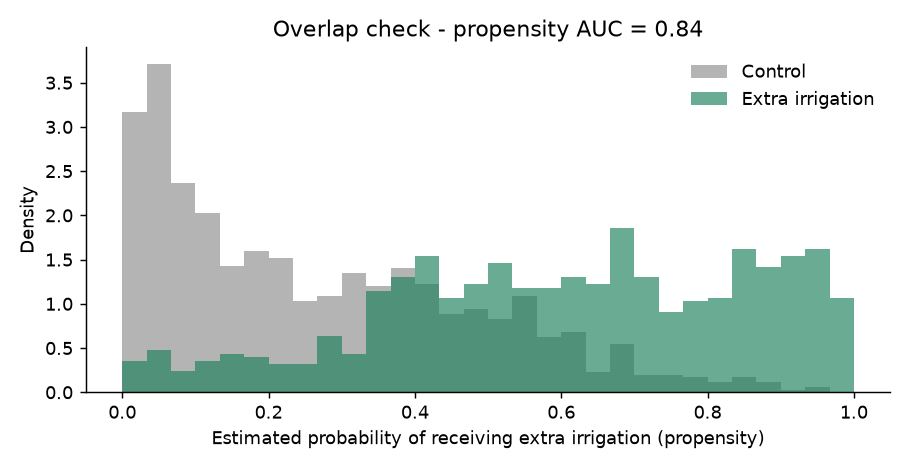 Overlap check - propensity AUC = 0.84
Control
Extra irrigation
Density
3.5
3.0
2.5
2.0
1.5
1.0
0.5
0.0
0.0 0.2 0.4 0.6 0.8 1.0
Estimated probability of receiving extra irrigation (propensity)